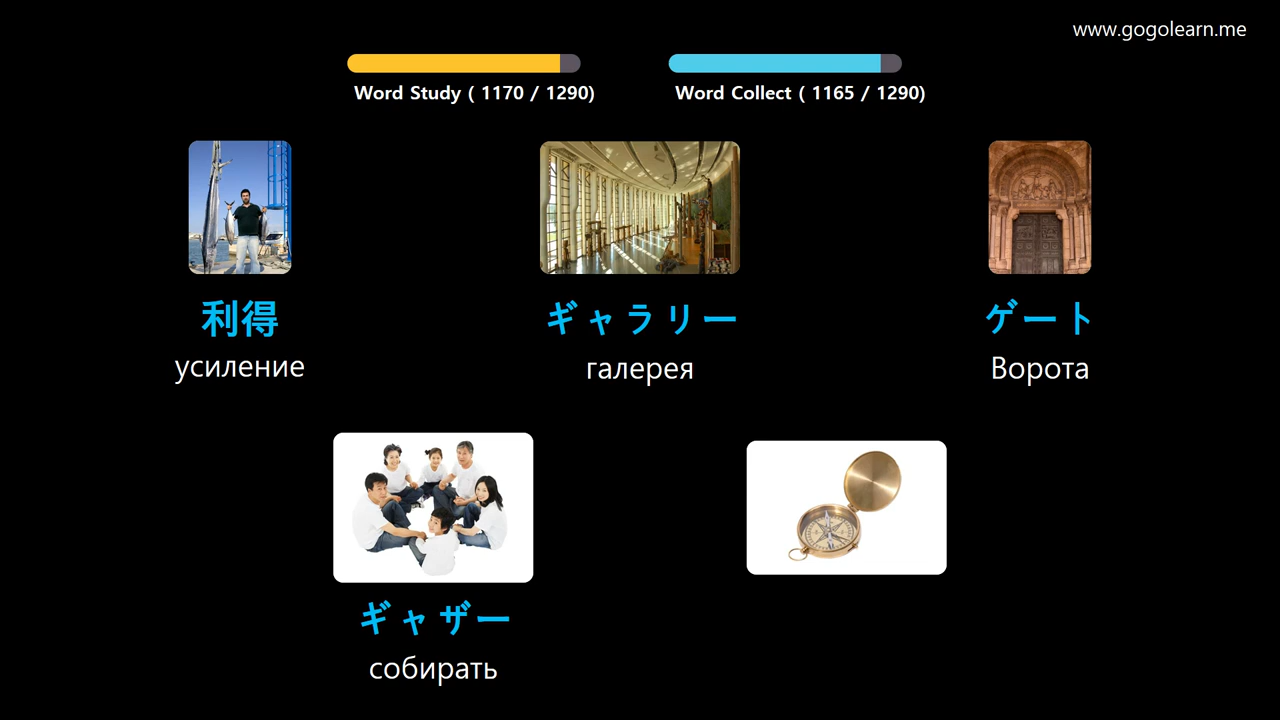 www.gogolearn.me
Word Study ( 1170 / 1290)
Word Collect ( 1165 / 1290)
利得
усиление
ギャラリー
галерея
ゲート
Ворота
ギャザー
собирать